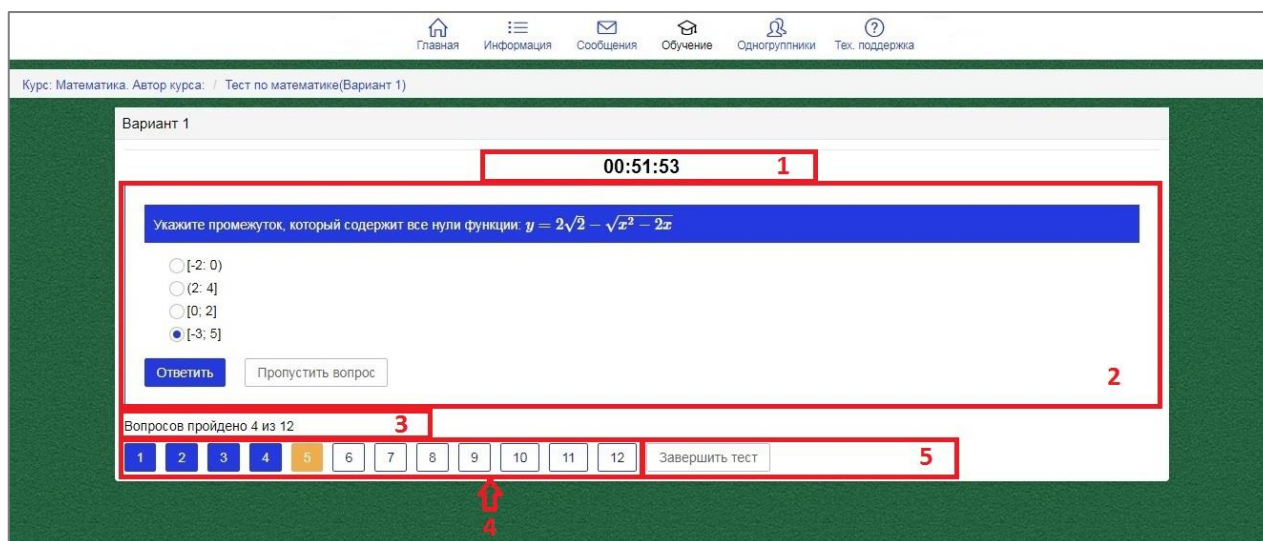 Главная Информация Сообщения Обучение Одногруппники Тех. поддержка
Курс: Математика. Автор курса: / Тест по математике(Вариант 1)
Вариант 1
00:51:53 1
Укажите промежуток, который содержит все нули функции: y = 2√2 − √(x² − 2x)
[-2: 0)
(2: 4]
[0; 2]
[-3; 5]
Ответить Пропустить вопрос
2
Вопросов пройдено 4 из 12 3
1 2 3 4 5 6 7 8 9 10 11 12 Завершить тест 5
4